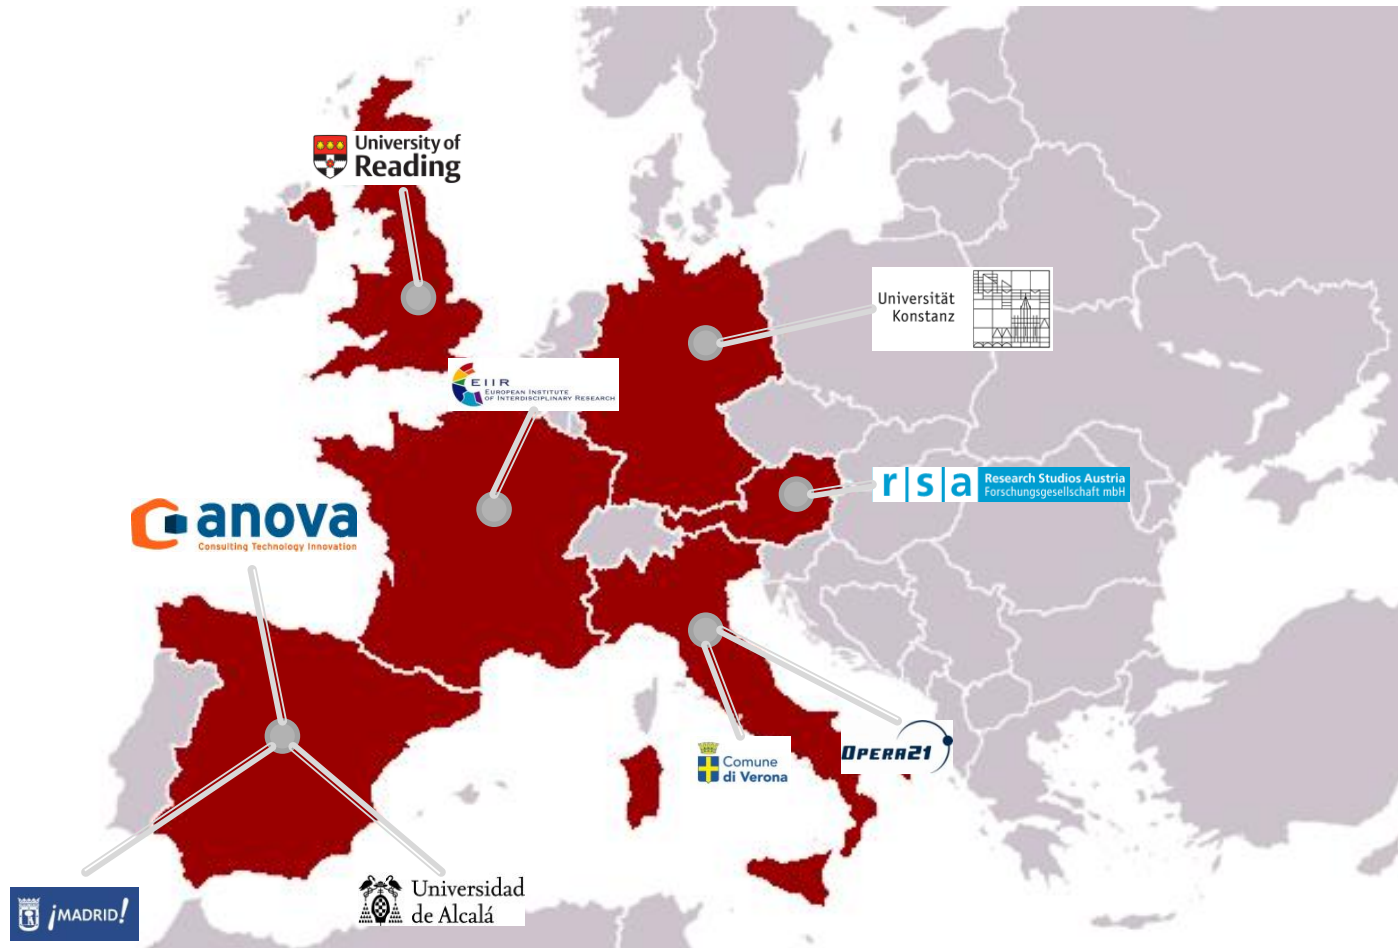 University of
Reading
Universität
Konstanz
EIIR
EUROPEAN INSTITUTE
OF INTERDISCIPLINARY RESEARCH
r|s|a
Research Studios Austria
Forschungsgesellschaft mbH
anova
Consulting Technology Innovation
Comune
di Verona
OPERA21
¡MADRID!
Universidad
de Alcalá